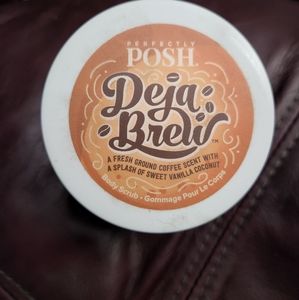 PERFECTLY
POSH
Deja
Brew™
A FRESH GROUND COFFEE SCENT WITH
A SPLASH OF SWEET VANILLA COCONUT
Body Scrub • Gommage Pour Le Corps